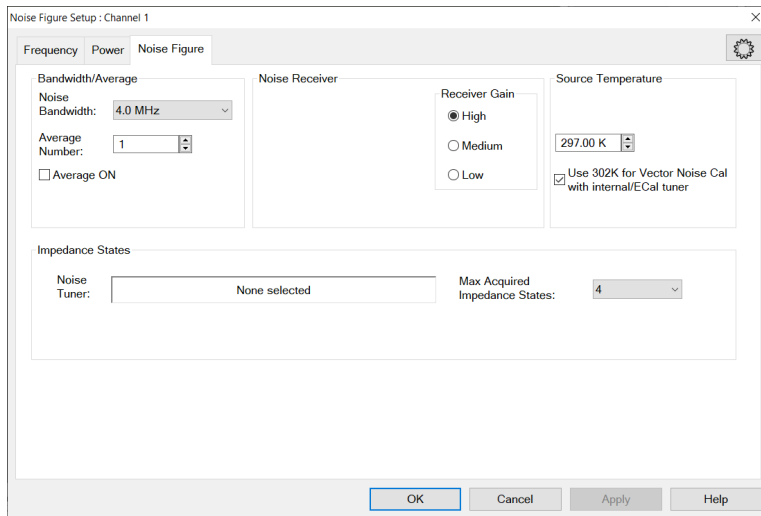 Noise Figure Setup : Channel 1
Frequency Power Noise Figure
Bandwidth/Average
Noise
Bandwidth: 4.0 MHz
Average
Number: 1
Average ON
Noise Receiver
Receiver Gain
High
Medium
Low
Source Temperature
297.00 K
Use 302K for Vector Noise Cal
with internal/ECal tuner
Impedance States
Noise
Tuner: None selected
Max Acquired
Impedance States: 4
OK Cancel Apply Help